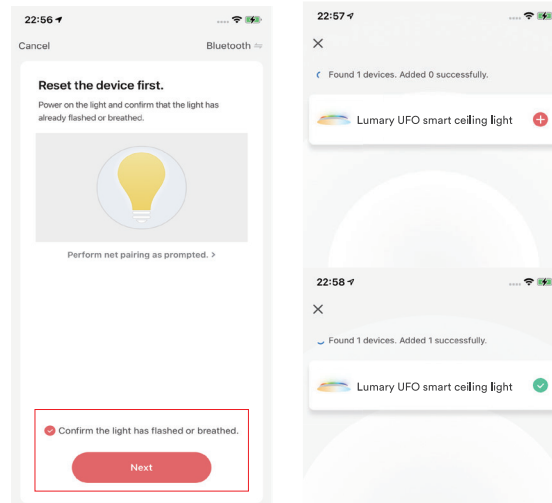 22:56
Cancel
Bluetooth
Reset the device first.
Power on the light and confirm that the light has
already flashed or breathed.
Perform net pairing as prompted. >
Confirm the light has flashed or breathed.
Next
22:57
Found 1 devices. Added 0 successfully.
Lumary UFO smart ceiling light
22:58
Found 1 devices. Added 1 successfully.
Lumary UFO smart ceiling light